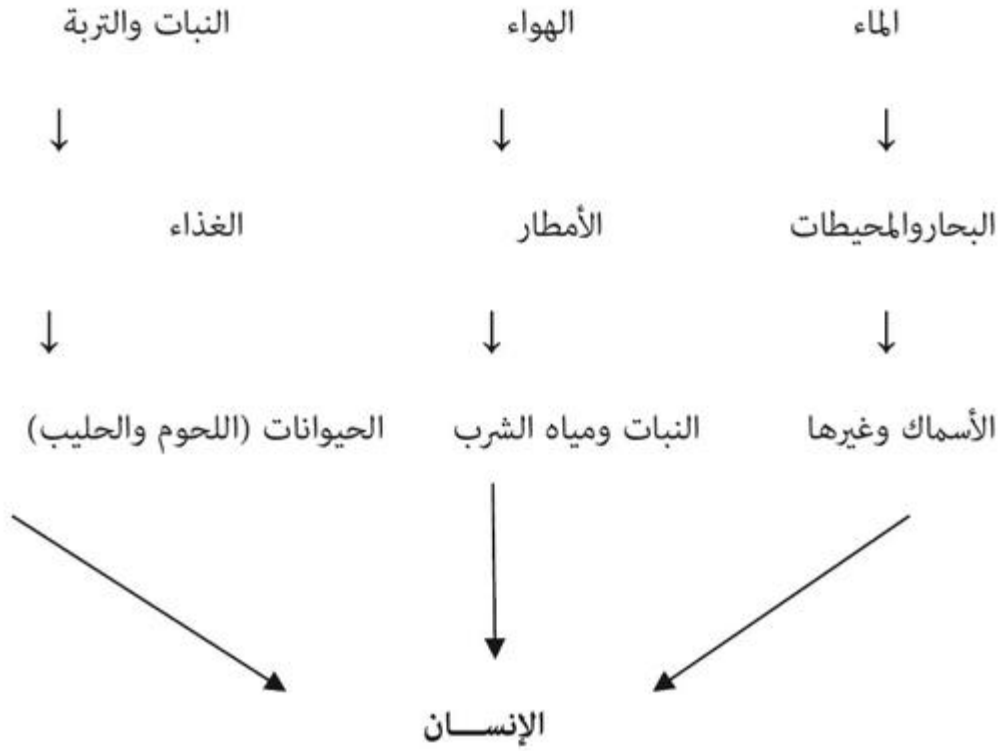 الماء الهواء النبات والتربة
↓ ↓ ↓
البحاروالمحيطات الأمطار الغذاء
↓ ↓ ↓
الأسماك وغيرها النبات ومياه الشرب الحيوانات (اللحوم والحليب)
الإنســـان